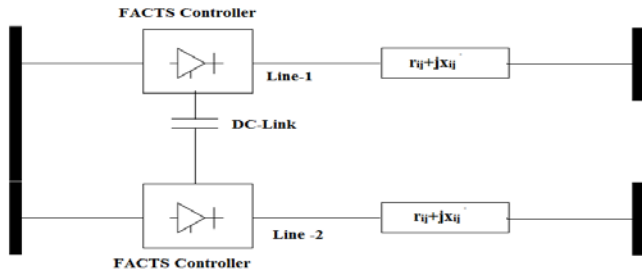 FACTS Controller
Line-1
rij+jxij
DC-Link
Line -2
rij+jxij
FACTS Controller